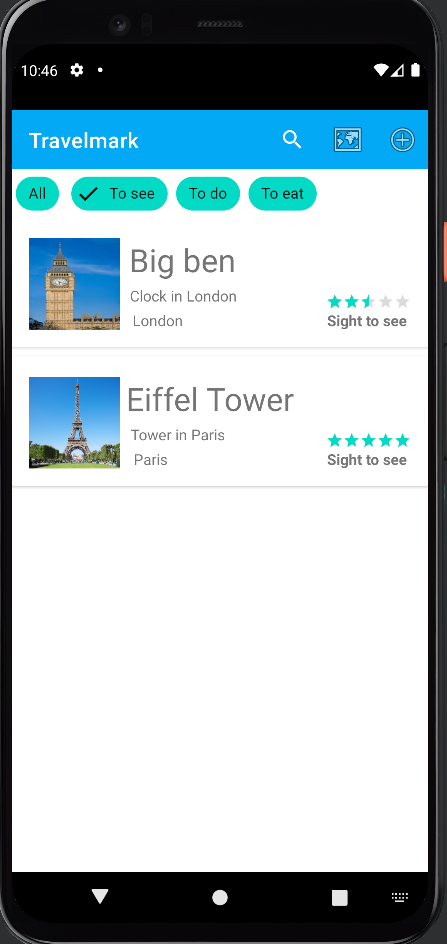 10:46
Travelmark
All To see To do To eat
Big ben
Clock in London
London
Sight to see
Eiffel Tower
Tower in Paris
Paris
Sight to see